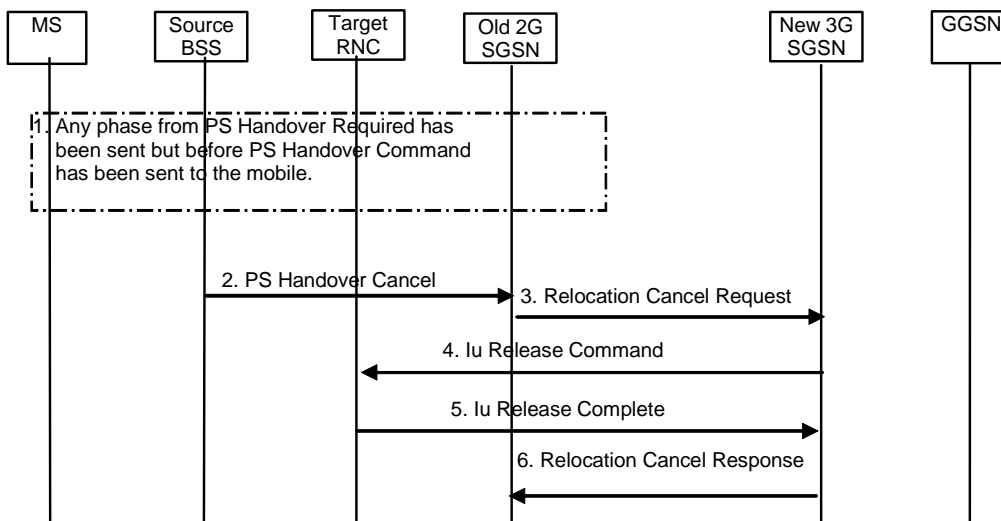 MS
Source
BSS
Target
RNC
Old 2G
SGSN
New 3G
SGSN
GGSN
1. Any phase from PS Handover Required has
been sent but before PS Handover Command
has been sent to the mobile.
2. PS Handover Cancel
3. Relocation Cancel Request
4. Iu Release Command
5. Iu Release Complete
6. Relocation Cancel Response